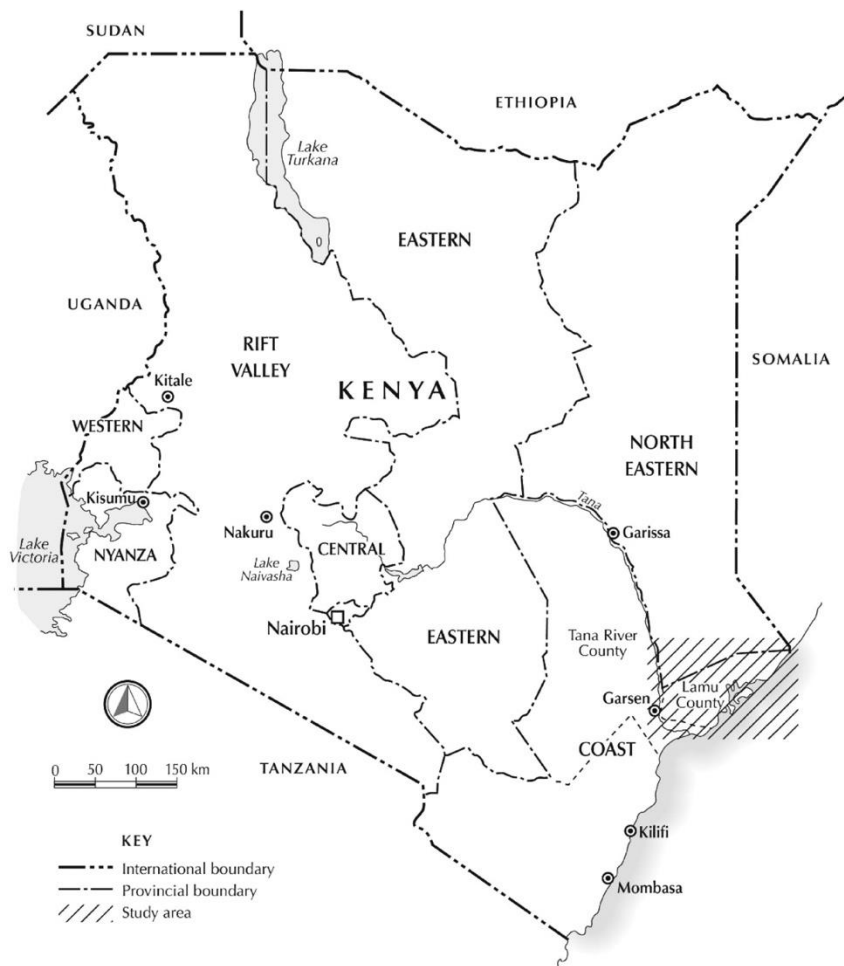 SUDAN
ETHIOPIA
Lake
Turkana
EASTERN
UGANDA
RIFT
VALLEY
SOMALIA
Kitale
KENYA
WESTERN
NORTH
EASTERN
Kisumu
Tana
Nakuru
Garissa
Lake
Victoria
NYANZA
CENTRAL
Lake
Naivasha
Nairobi
EASTERN
Tana River
County
Lamu
County
Garsen
COAST
0 50 100 150 km
TANZANIA
Kilifi
Mombasa
KEY
International boundary
Provincial boundary
Study area